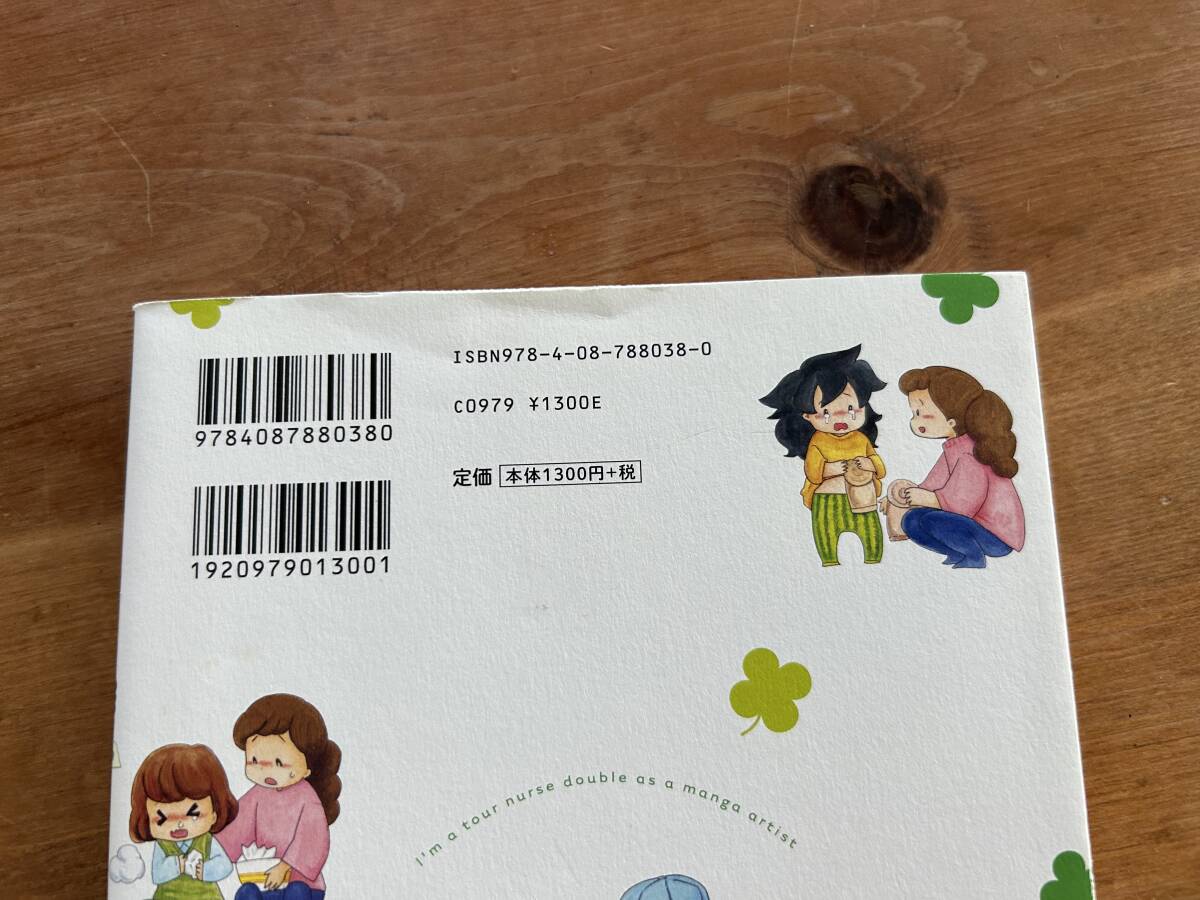 ISBN978-4-08-788038-0
C0979 ¥1300E
定価 本体1300円+税
9784087880380
1920979013001
I'm a tour nurse double as a manga artist